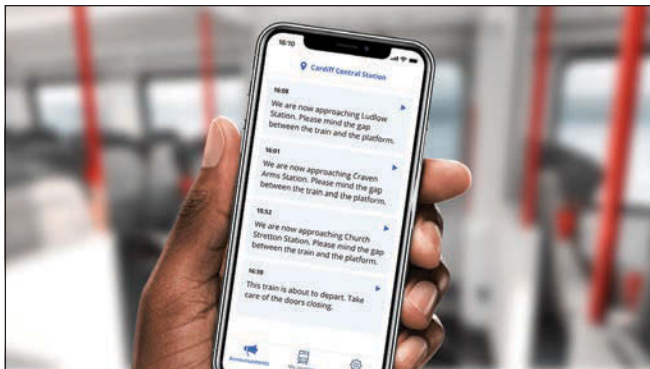 16:10
Cardiff Central Station
16:08
We are now approaching Ludlow
Station. Please mind the gap
between the train and the platform.
16:01
We are now approaching Craven
Arms Station. Please mind the gap
between the train and the platform.
15:52
We are now approaching Church
Stretton Station. Please mind the gap
between the train and the platform.
This train is about to depart. Take
care of the doors closing.
Announcements